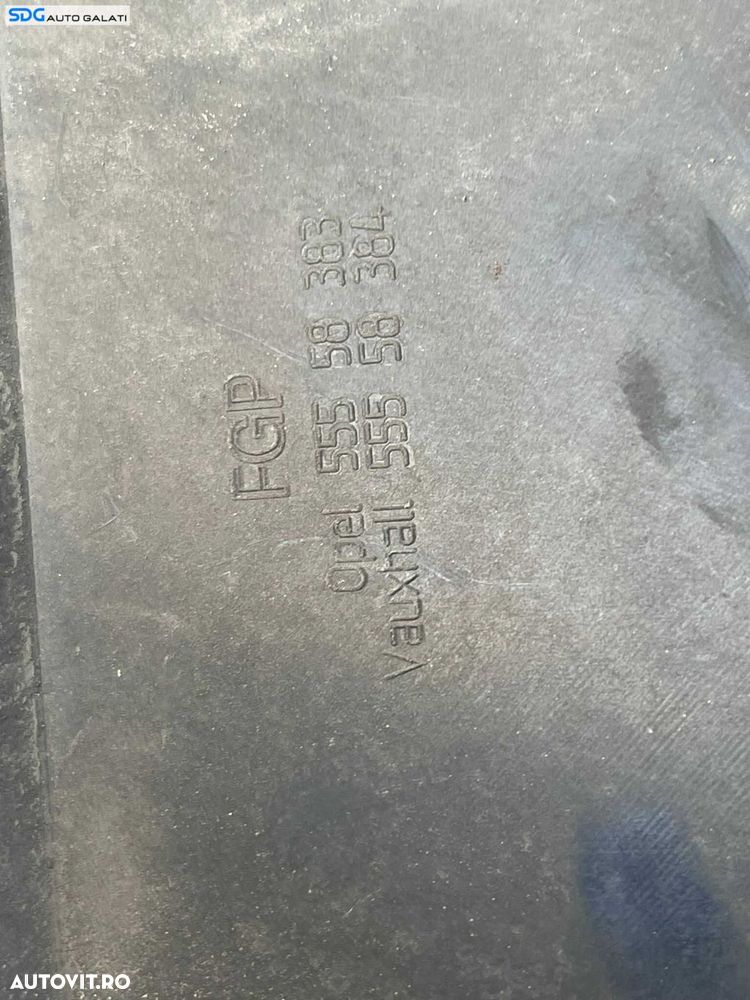 SDG AUTO GALATI
FGP
Opel 555 58 383
Vauxhall 555 58 384
AUTOVIT.RO